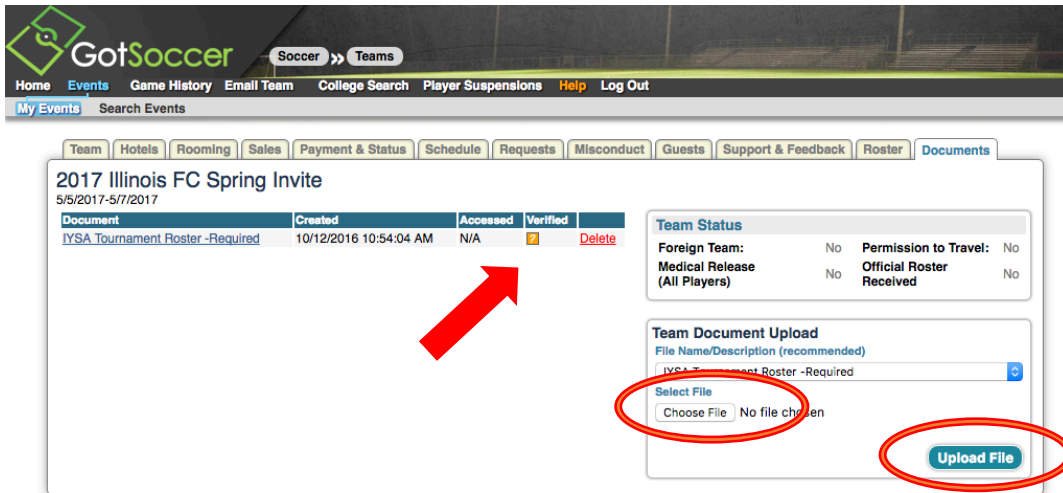 GotSoccer
Soccer » Teams
Home Events Game History Email Team College Search Player Suspensions Help Log Out
My Events Search Events
Team Hotels Rooming Sales Payment & Status Schedule Requests Misconduct Guests Support & Feedback Roster Documents
2017 Illinois FC Spring Invite
5/5/2017-5/7/2017
Document Created Accessed Verified
IYSA Tournament Roster -Required 10/12/2016 10:54:04 AM N/A ? Delete
Team Status
Foreign Team: No Permission to Travel: No
Medical Release (All Players) No Official Roster Received No
Team Document Upload
File Name/Description (recommended)
IYSA Tournament Roster -Required
Select File
Choose File No file chosen
Upload File